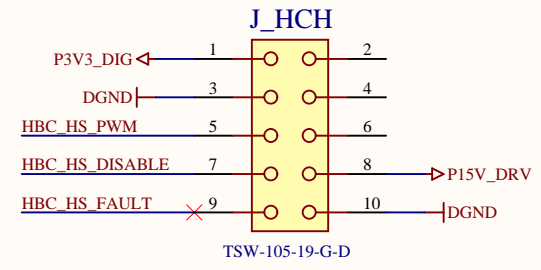 J_HCH
P3V3_DIG 1 2
DGND 3 4
HBC_HS_PWM 5 6
HBC_HS_DISABLE 7 8 P15V_DRV
HBC_HS_FAULT 9 10 DGND
TSW-105-19-G-D